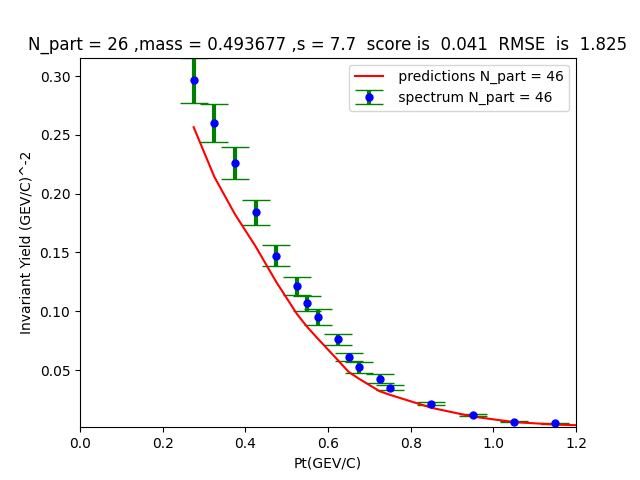 N_part = 26 ,mass = 0.493677 ,s = 7.7  score is  0.041  RMSE  is  1.825
predictions N_part = 46
spectrum N_part = 46
Invariant Yield (GEV/C)^-2
0.30
0.25
0.20
0.15
0.10
0.05
0.0 0.2 0.4 0.6 0.8 1.0 1.2
Pt(GEV/C)